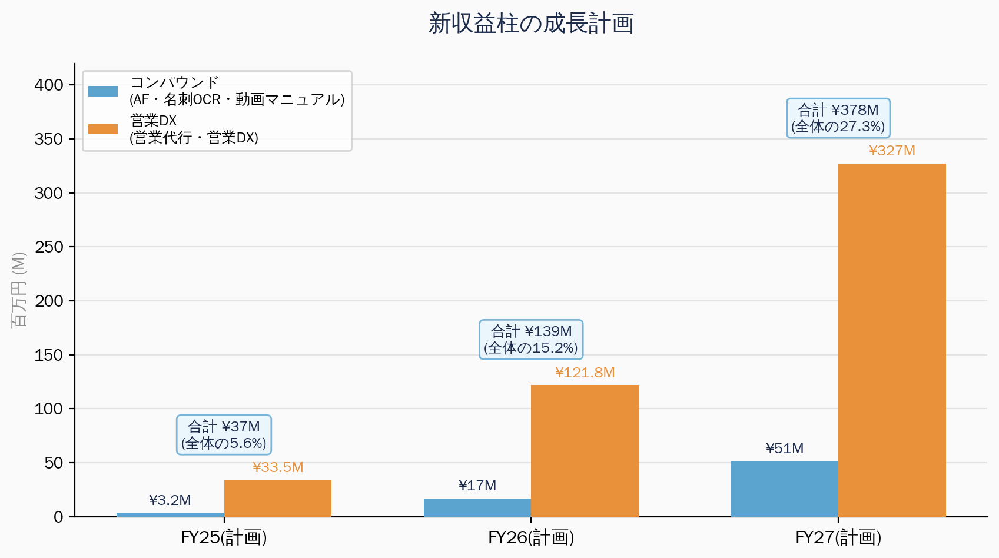 新収益柱の成長計画
コンパウンド
(AF・名刺OCR・動画マニュアル)
営業DX
(営業代行・営業DX)
百万円 (M)
400
350
300
250
200
150
100
50
0
合計 ¥37M
(全体の5.6%)
¥33.5M
¥3.2M
合計 ¥139M
(全体の15.2%)
¥121.8M
¥17M
合計 ¥378M
(全体の27.3%)
¥327M
¥51M
FY25(計画)
FY26(計画)
FY27(計画)